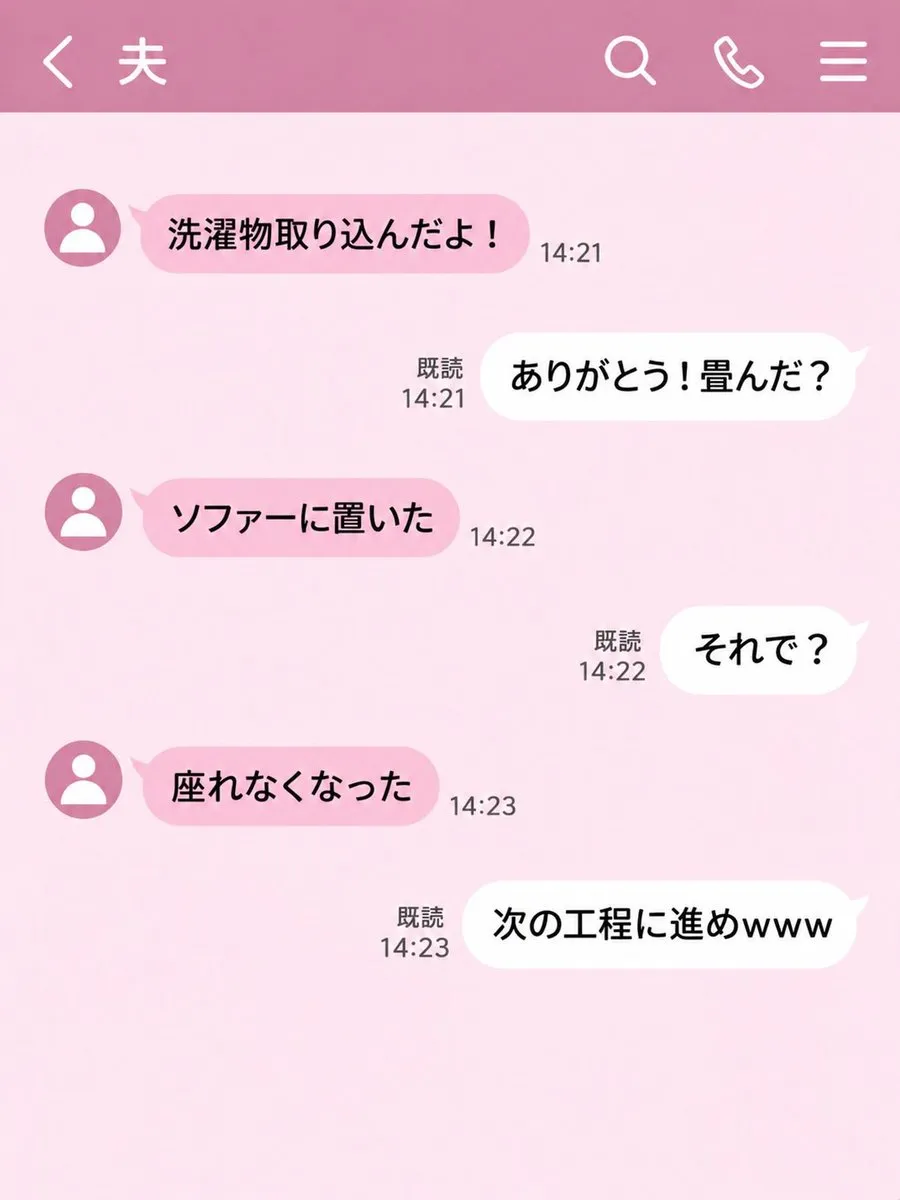 夫
洗濯物取り込んだよ！
14:21
ありがとう！畳んだ？
既読
14:21
ソファーに置いた
14:22
それで？
既読
14:22
座れなくなった
14:23
次の工程に進めwww
既読
14:23